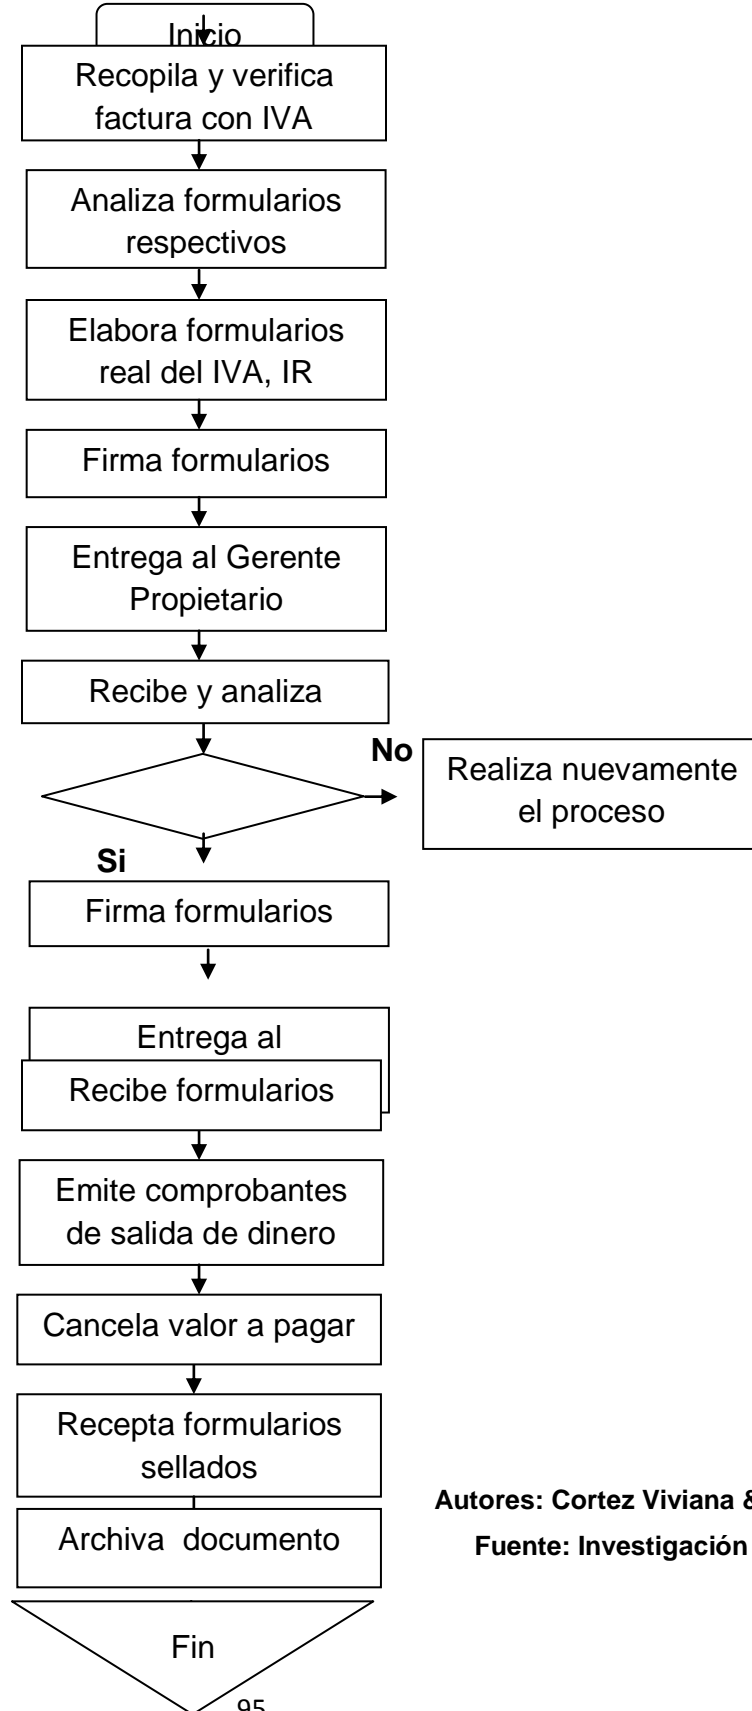 Inicio
Recopila y verifica
factura con IVA
Analiza formularios
respectivos
Elabora formularios
real del IVA, IR
Firma formularios
Entrega al Gerente
Propietario
Recibe y analiza
No
Realiza nuevamente
el proceso
Si
Firma formularios
Entrega al
Recibe formularios
Emite comprobantes
de salida de dinero
Cancela valor a pagar
Recepta formularios
sellados
Autores: Cortez Viviana &
Archiva documento
Fuente: Investigación
Fin
95